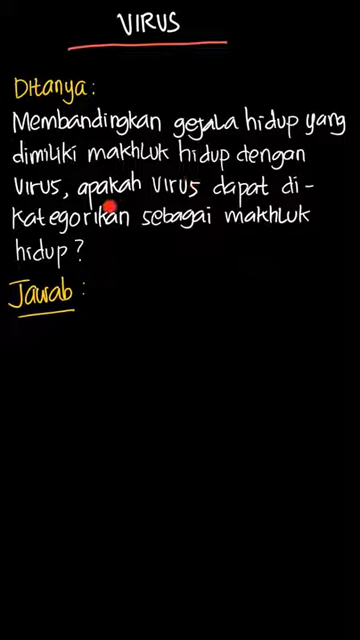 VIRUS
Ditanya:
Membandingkan gejala hidup yang
dimiliki makhluk hidup dengan
virus, apakah virus dapat di-
kategorikan sebagai makhluk
hidup?
Jawab: